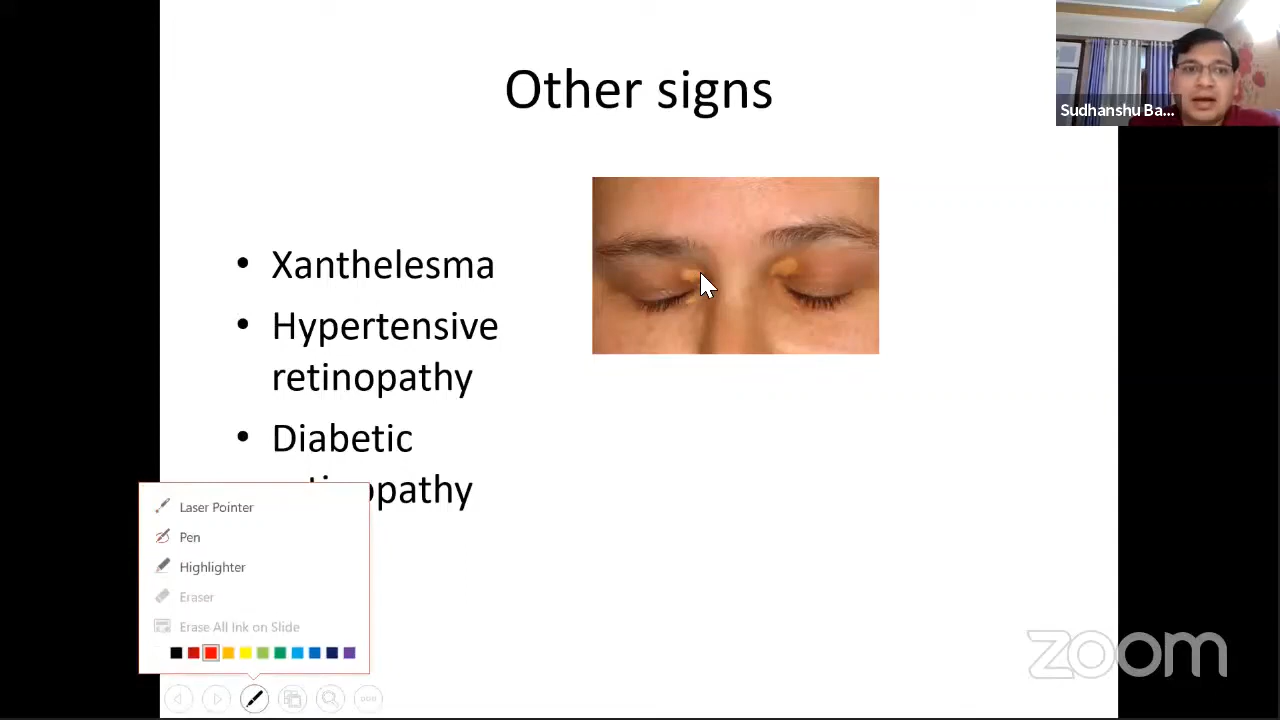 Other signs
Sudhanshu Ba...
• Xanthelesma
• Hypertensive
retinopathy
• Diabetic
Laser Pointer
Pen
Highlighter
Eraser
Erase All Ink on Slide
zoom